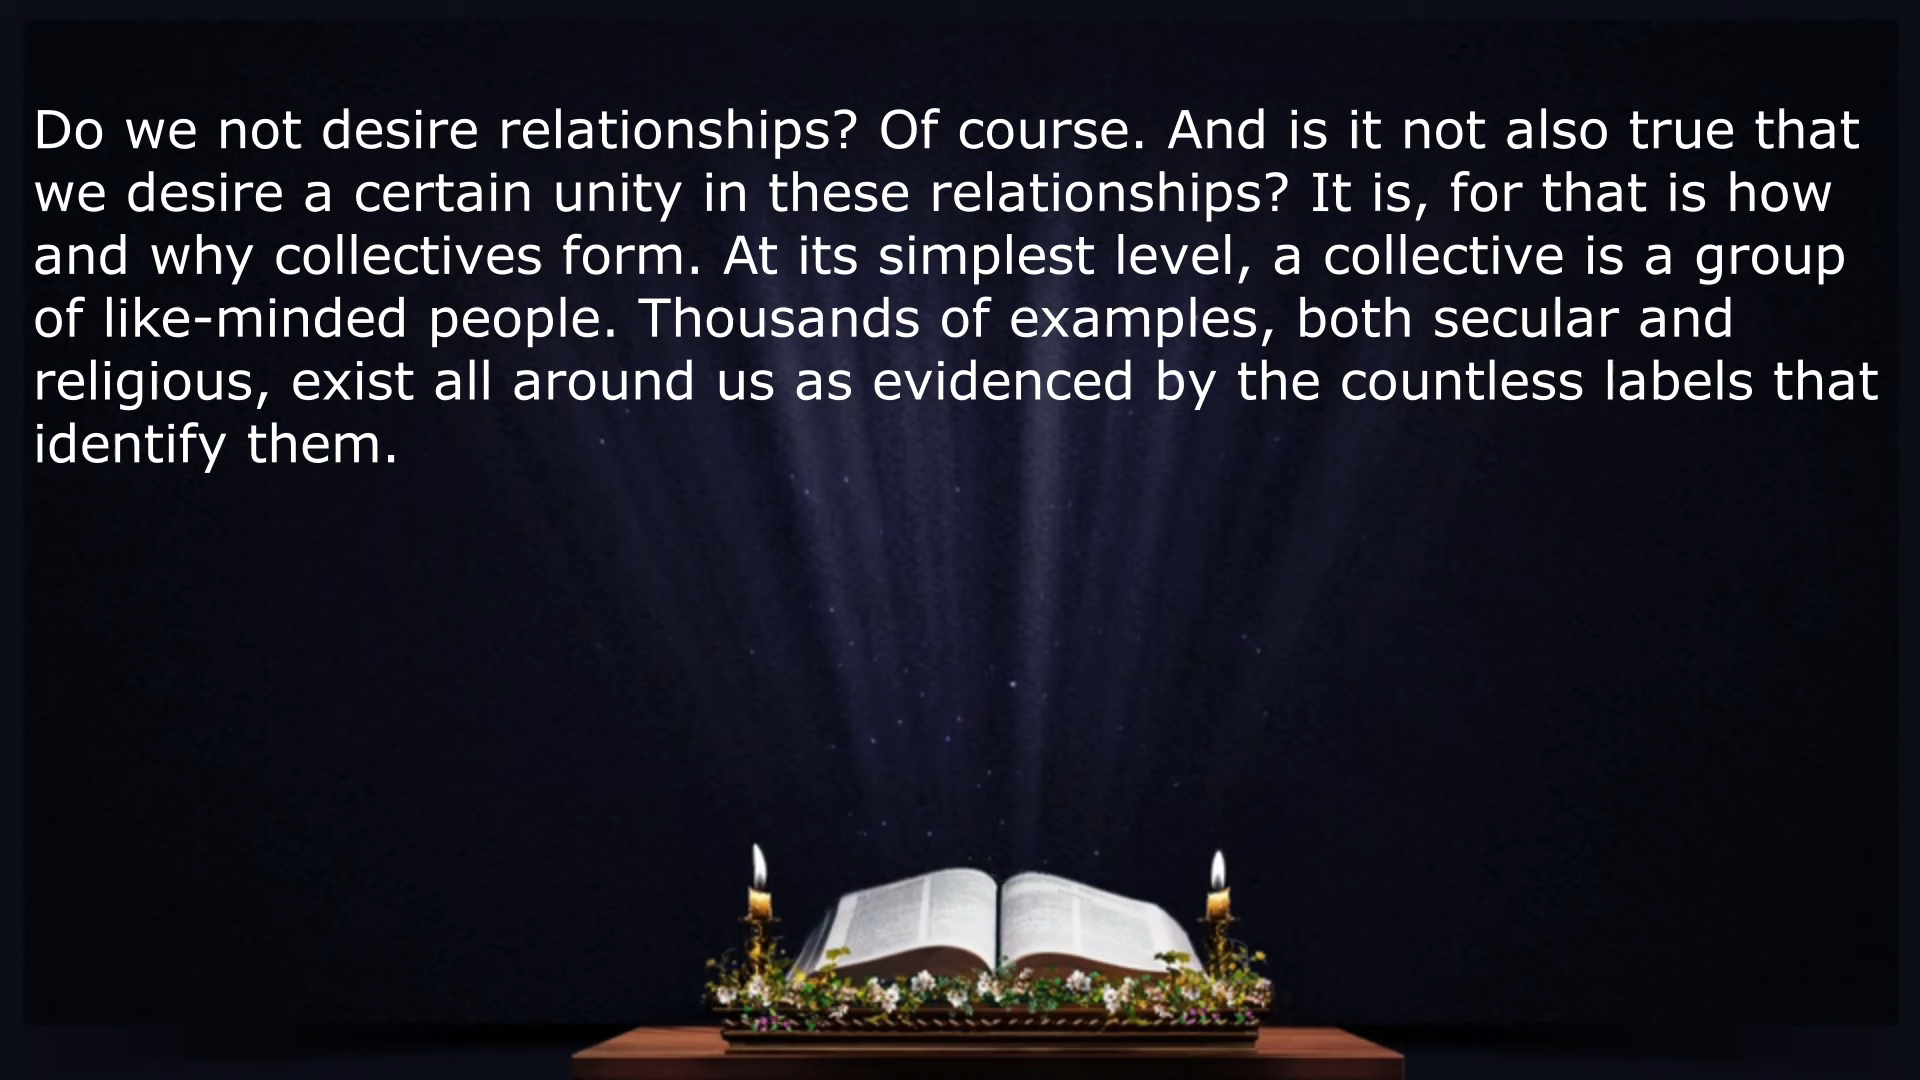 Do we not desire relationships? Of course. And is it not also true that
we desire a certain unity in these relationships? It is, for that is how
and why collectives form. At its simplest level, a collective is a group
of like-minded people. Thousands of examples, both secular and
religious, exist all around us as evidenced by the countless labels that
identify them.